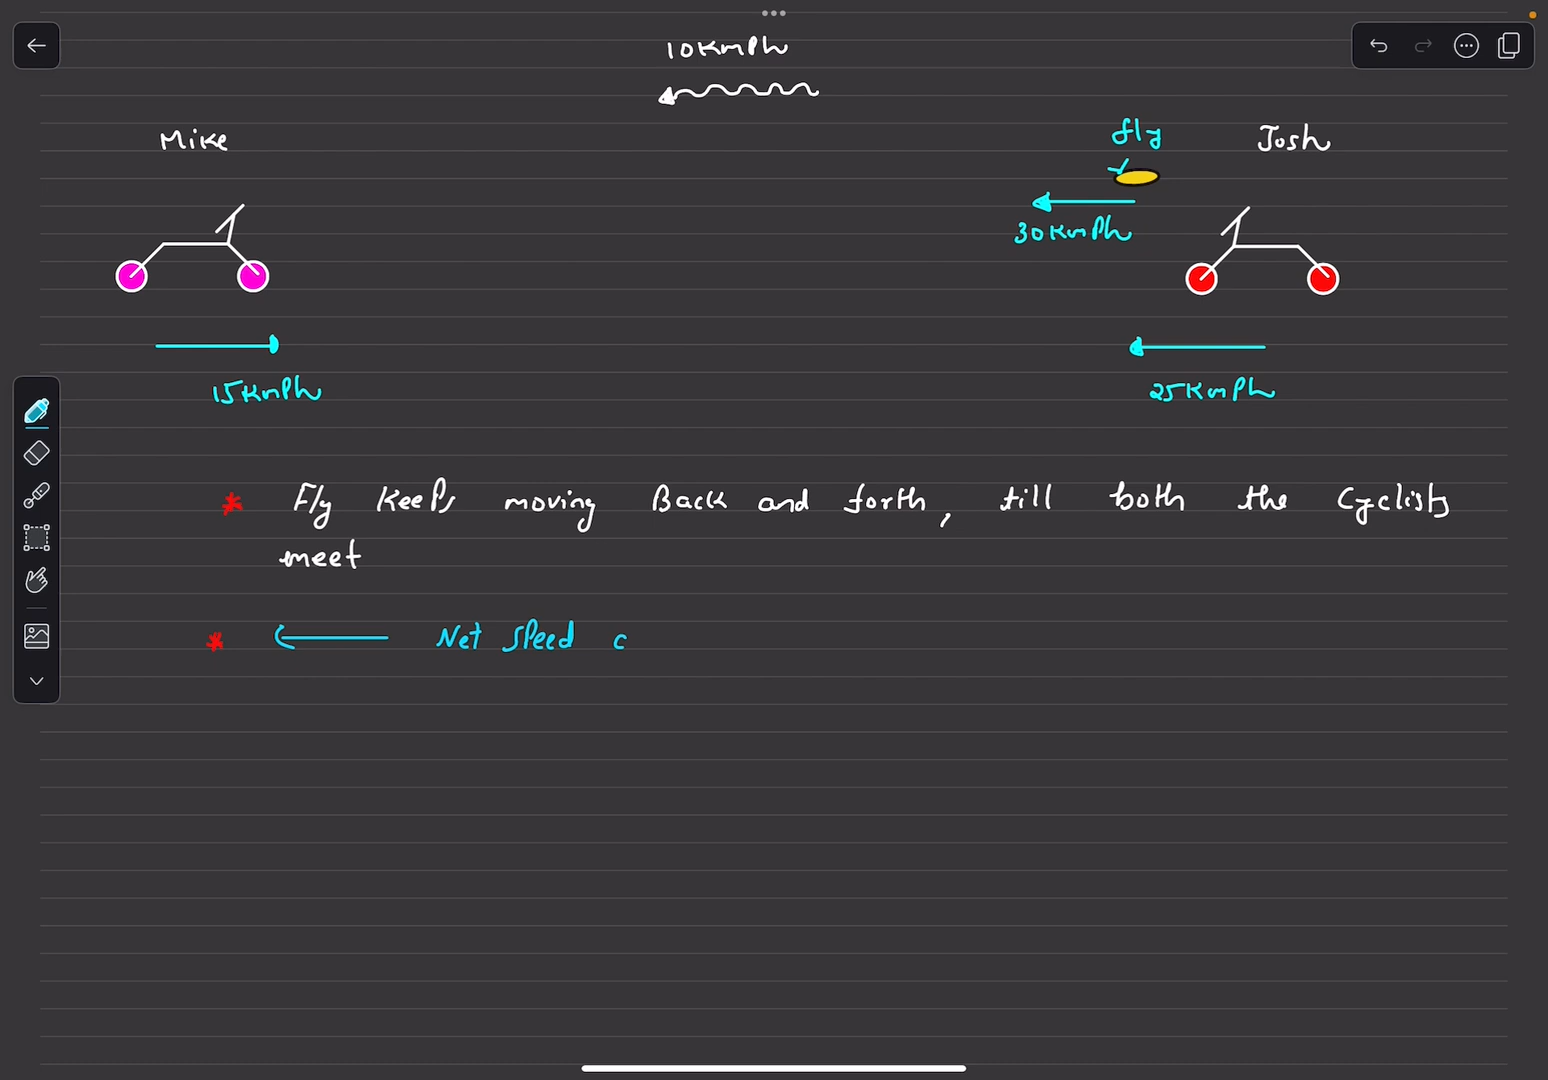 10KmPh
Mike
fly
Josh
30KmPh
15KmPh
25KmPh
* Fly Keeps moving Back and forth, till both the Cyclists
meet
* Net Speed c